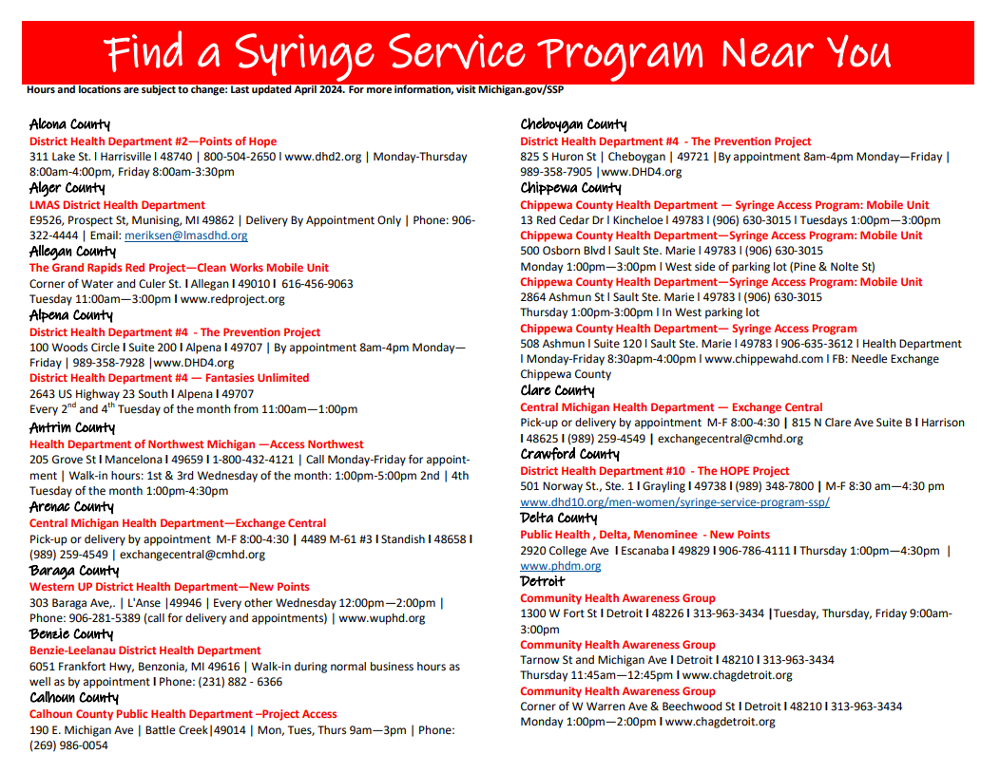 Find a Syringe Service Program Near You
Hours and locations are subject to change: Last updated April 2024. For more information, visit Michigan.gov/SSP
Alcona County
District Health Department #2—Points of Hope
311 Lake St. l Harrisville l 48740 | 800-504-2650 l www.dhd2.org | Monday-Thursday
8:00am-4:00pm, Friday 8:00am-3:30pm
Alger County
LMAS District Health Department
E9526, Prospect St, Munising, MI 49862 | Delivery By Appointment Only | Phone: 906-
322-4444 | Email: meriksen@lmasdhd.org
Allegan County
The Grand Rapids Red Project—Clean Works Mobile Unit
Corner of Water and Culer St. l Allegan l 49010 l 616-456-9063
Tuesday 11:00am—3:00pm l www.redproject.org
Alpena County
District Health Department #4 - The Prevention Project
100 Woods Circle l Suite 200 l Alpena l 49707 | By appointment 8am-4pm Monday—
Friday | 989-358-7928 |www.DHD4.org
District Health Department #4 — Fantasies Unlimited
2643 US Highway 23 South l Alpena l 49707
Every 2nd and 4th Tuesday of the month from 11:00am—1:00pm
Antrim County
Health Department of Northwest Michigan —Access Northwest
205 Grove St l Mancelona l 49659 l 1-800-432-4121 | Call Monday-Friday for appoint-
ment | Walk-in hours: 1st & 3rd Wednesday of the month: 1:00pm-5:00pm 2nd | 4th
Tuesday of the month 1:00pm-4:30pm
Arenac County
Central Michigan Health Department—Exchange Central
Pick-up or delivery by appointment M-F 8:00-4:30 | 4489 M-61 #3 l Standish l 48658 l
(989) 259-4549 | exchangecentral@cmhd.org
Baraga County
Western UP District Health Department—New Points
303 Baraga Ave,. | L'Anse |49946 | Every other Wednesday 12:00pm—2:00pm |
Phone: 906-281-5389 (call for delivery and appointments) | www.wuphd.org
Benzie County
Benzie-Leelanau District Health Department
6051 Frankfort Hwy, Benzonia, MI 49616 | Walk-in during normal business hours as
well as by appointment l Phone: (231) 882 - 6366
Calhoun County
Calhoun County Public Health Department –Project Access
190 E. Michigan Ave | Battle Creek|49014 | Mon, Tues, Thurs 9am—3pm | Phone:
(269) 986-0054
Cheboygan County
District Health Department #4 - The Prevention Project
825 S Huron St | Cheboygan | 49721 |By appointment 8am-4pm Monday—Friday |
989-358-7905 |www.DHD4.org
Chippewa County
Chippewa County Health Department — Syringe Access Program: Mobile Unit
13 Red Cedar Dr l Kincheloe l 49783 l (906) 630-3015 l Tuesdays 1:00pm—3:00pm
Chippewa County Health Department—Syringe Access Program: Mobile Unit
500 Osborn Blvd l Sault Ste. Marie l 49783 l (906) 630-3015
Monday 1:00pm—3:00pm l West side of parking lot (Pine & Nolte St)
Chippewa County Health Department—Syringe Access Program: Mobile Unit
2864 Ashmun St l Sault Ste. Marie l 49783 l (906) 630-3015
Thursday 1:00pm-3:00pm l In West parking lot
Chippewa County Health Department— Syringe Access Program
508 Ashmun l Suite 120 l Sault Ste. Marie l 49783 l 906-635-3612 l Health Department
l Monday-Friday 8:30apm-4:00pm l www.chippewahd.com l FB: Needle Exchange
Chippewa County
Clare County
Central Michigan Health Department — Exchange Central
Pick-up or delivery by appointment M-F 8:00-4:30 | 815 N Clare Ave Suite B l Harrison
l 48625 l (989) 259-4549 | exchangecentral@cmhd.org
Crawford County
District Health Department #10 - The HOPE Project
501 Norway St., Ste. 1 l Grayling l 49738 l (989) 348-7800 | M-F 8:30 am—4:30 pm
www.dhd10.org/men-women/syringe-service-program-ssp/
Delta County
Public Health , Delta, Menominee - New Points
2920 College Ave l Escanaba l 49829 l 906-786-4111 l Thursday 1:00pm—4:30pm |
www.phdm.org
Detroit
Community Health Awareness Group
1300 W Fort St l Detroit l 48226 l 313-963-3434 |Tuesday, Thursday, Friday 9:00am-
3:00pm
Community Health Awareness Group
Tarnow St and Michigan Ave l Detroit l 48210 l 313-963-3434
Thursday 11:45am—12:45pm l www.chagdetroit.org
Community Health Awareness Group
Corner of W Warren Ave & Beechwood St l Detroit l 48210 l 313-963-3434
Monday 1:00pm—2:00pm l www.chagdetroit.org